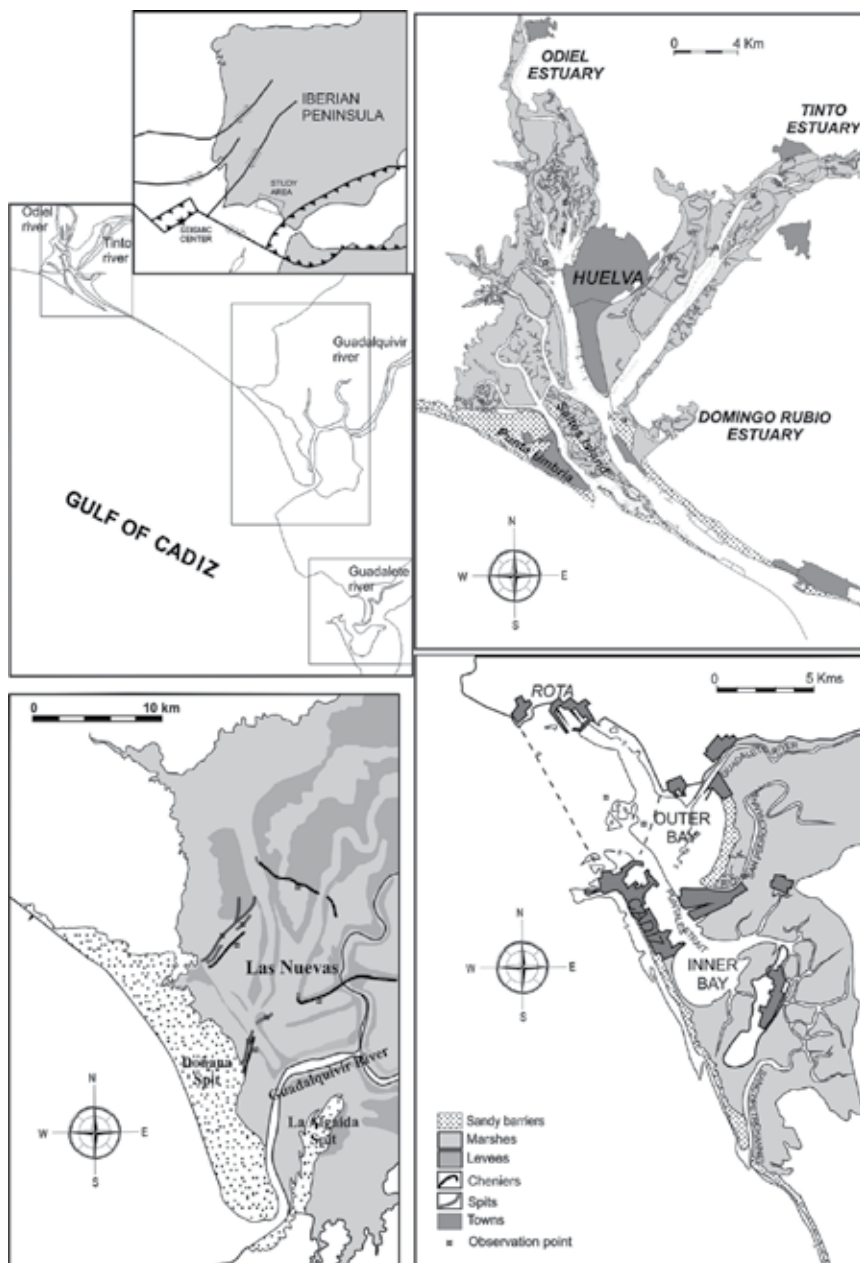 IBERIAN
PENINSULA
STUDY
AREA
SEISMIC
CENTER
Odiel
river
Tinto
river
Guadalquivir
river
GULF OF CADIZ
Guadalete
river
0 4 Km
ODIEL
ESTUARY
TINTO
ESTUARY
HUELVA
DOMINGO RUBIO
ESTUARY
Saltes Island
Punta Umbria
N
W E
S
0 10 km
Las Nuevas
Doñana
Spit
Guadalquivir River
La Algaida
Spit
N
W E
S
ROTA
0 5 Kms
GUADALETE RIVER
OUTER
BAY
CADIZ
INNER
BAY
N
W E
S
Sandy barriers
Marshes
Levees
Cheniers
Spits
Towns
Observation point